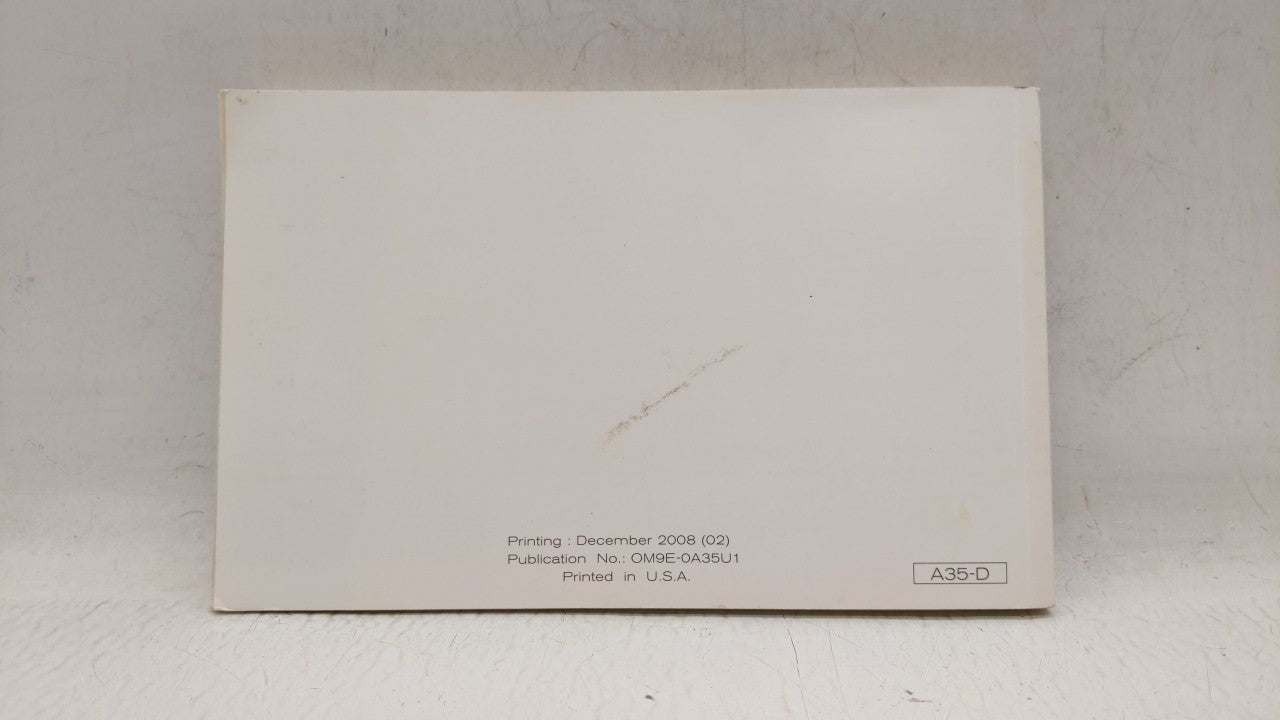 Printing : December 2008 (02)
Publication No.: OM9E-0A35U1
Printed in U.S.A.
A35-D